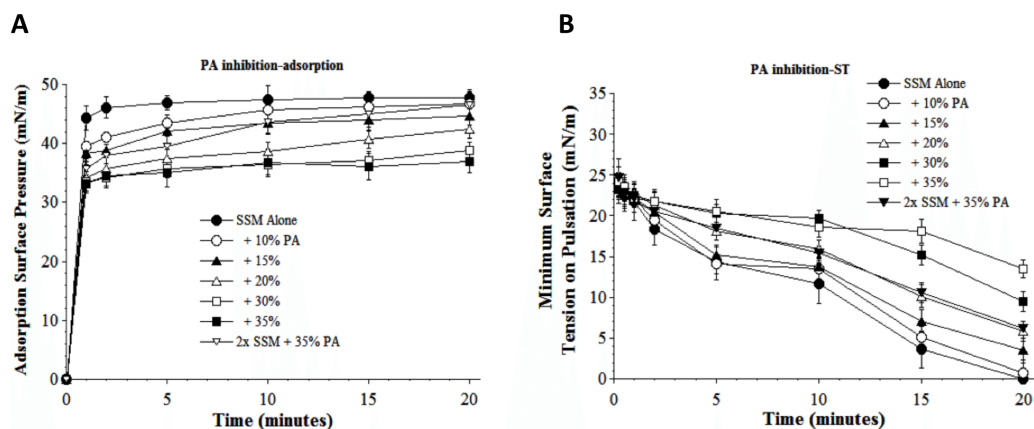 A
PA inhibition-adsorption
Adsorption Surface Pressure (mN/m)
50
40
30
20
10
0
SSM Alone
+ 10% PA
+ 15%
+ 20%
+ 30%
+ 35%
2x SSM + 35% PA
0
5
10
15
20
Time (minutes)
B
PA inhibition-ST
Minimum Surface
Tension on Pulsation (mN/m)
35
30
25
20
15
10
5
0
SSM Alone
+ 10% PA
+ 15%
+ 20%
+ 30%
+ 35%
2x SSM + 35% PA
0
5
10
15
20
Time (minutes)